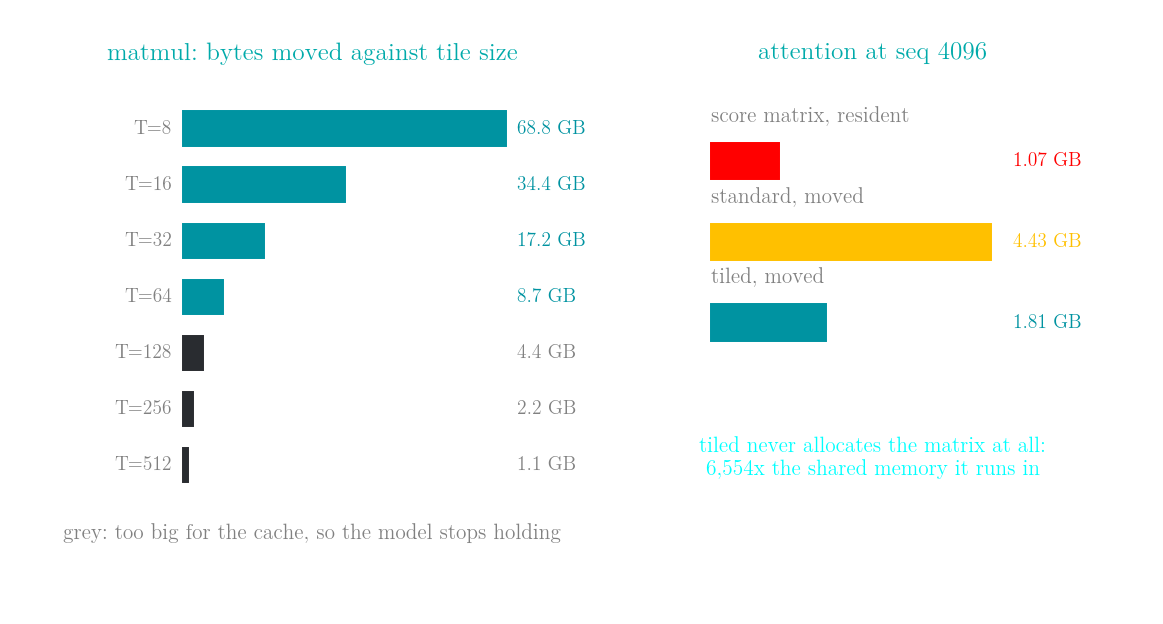 matmul: bytes moved against tile size
T=8 68.8 GB
T=16 34.4 GB
T=32 17.2 GB
T=64 8.7 GB
T=128 4.4 GB
T=256 2.2 GB
T=512 1.1 GB
grey: too big for the cache, so the model stops holding
attention at seq 4096
score matrix, resident
1.07 GB
standard, moved
4.43 GB
tiled, moved
1.81 GB
tiled never allocates the matrix at all:
6,554x the shared memory it runs in